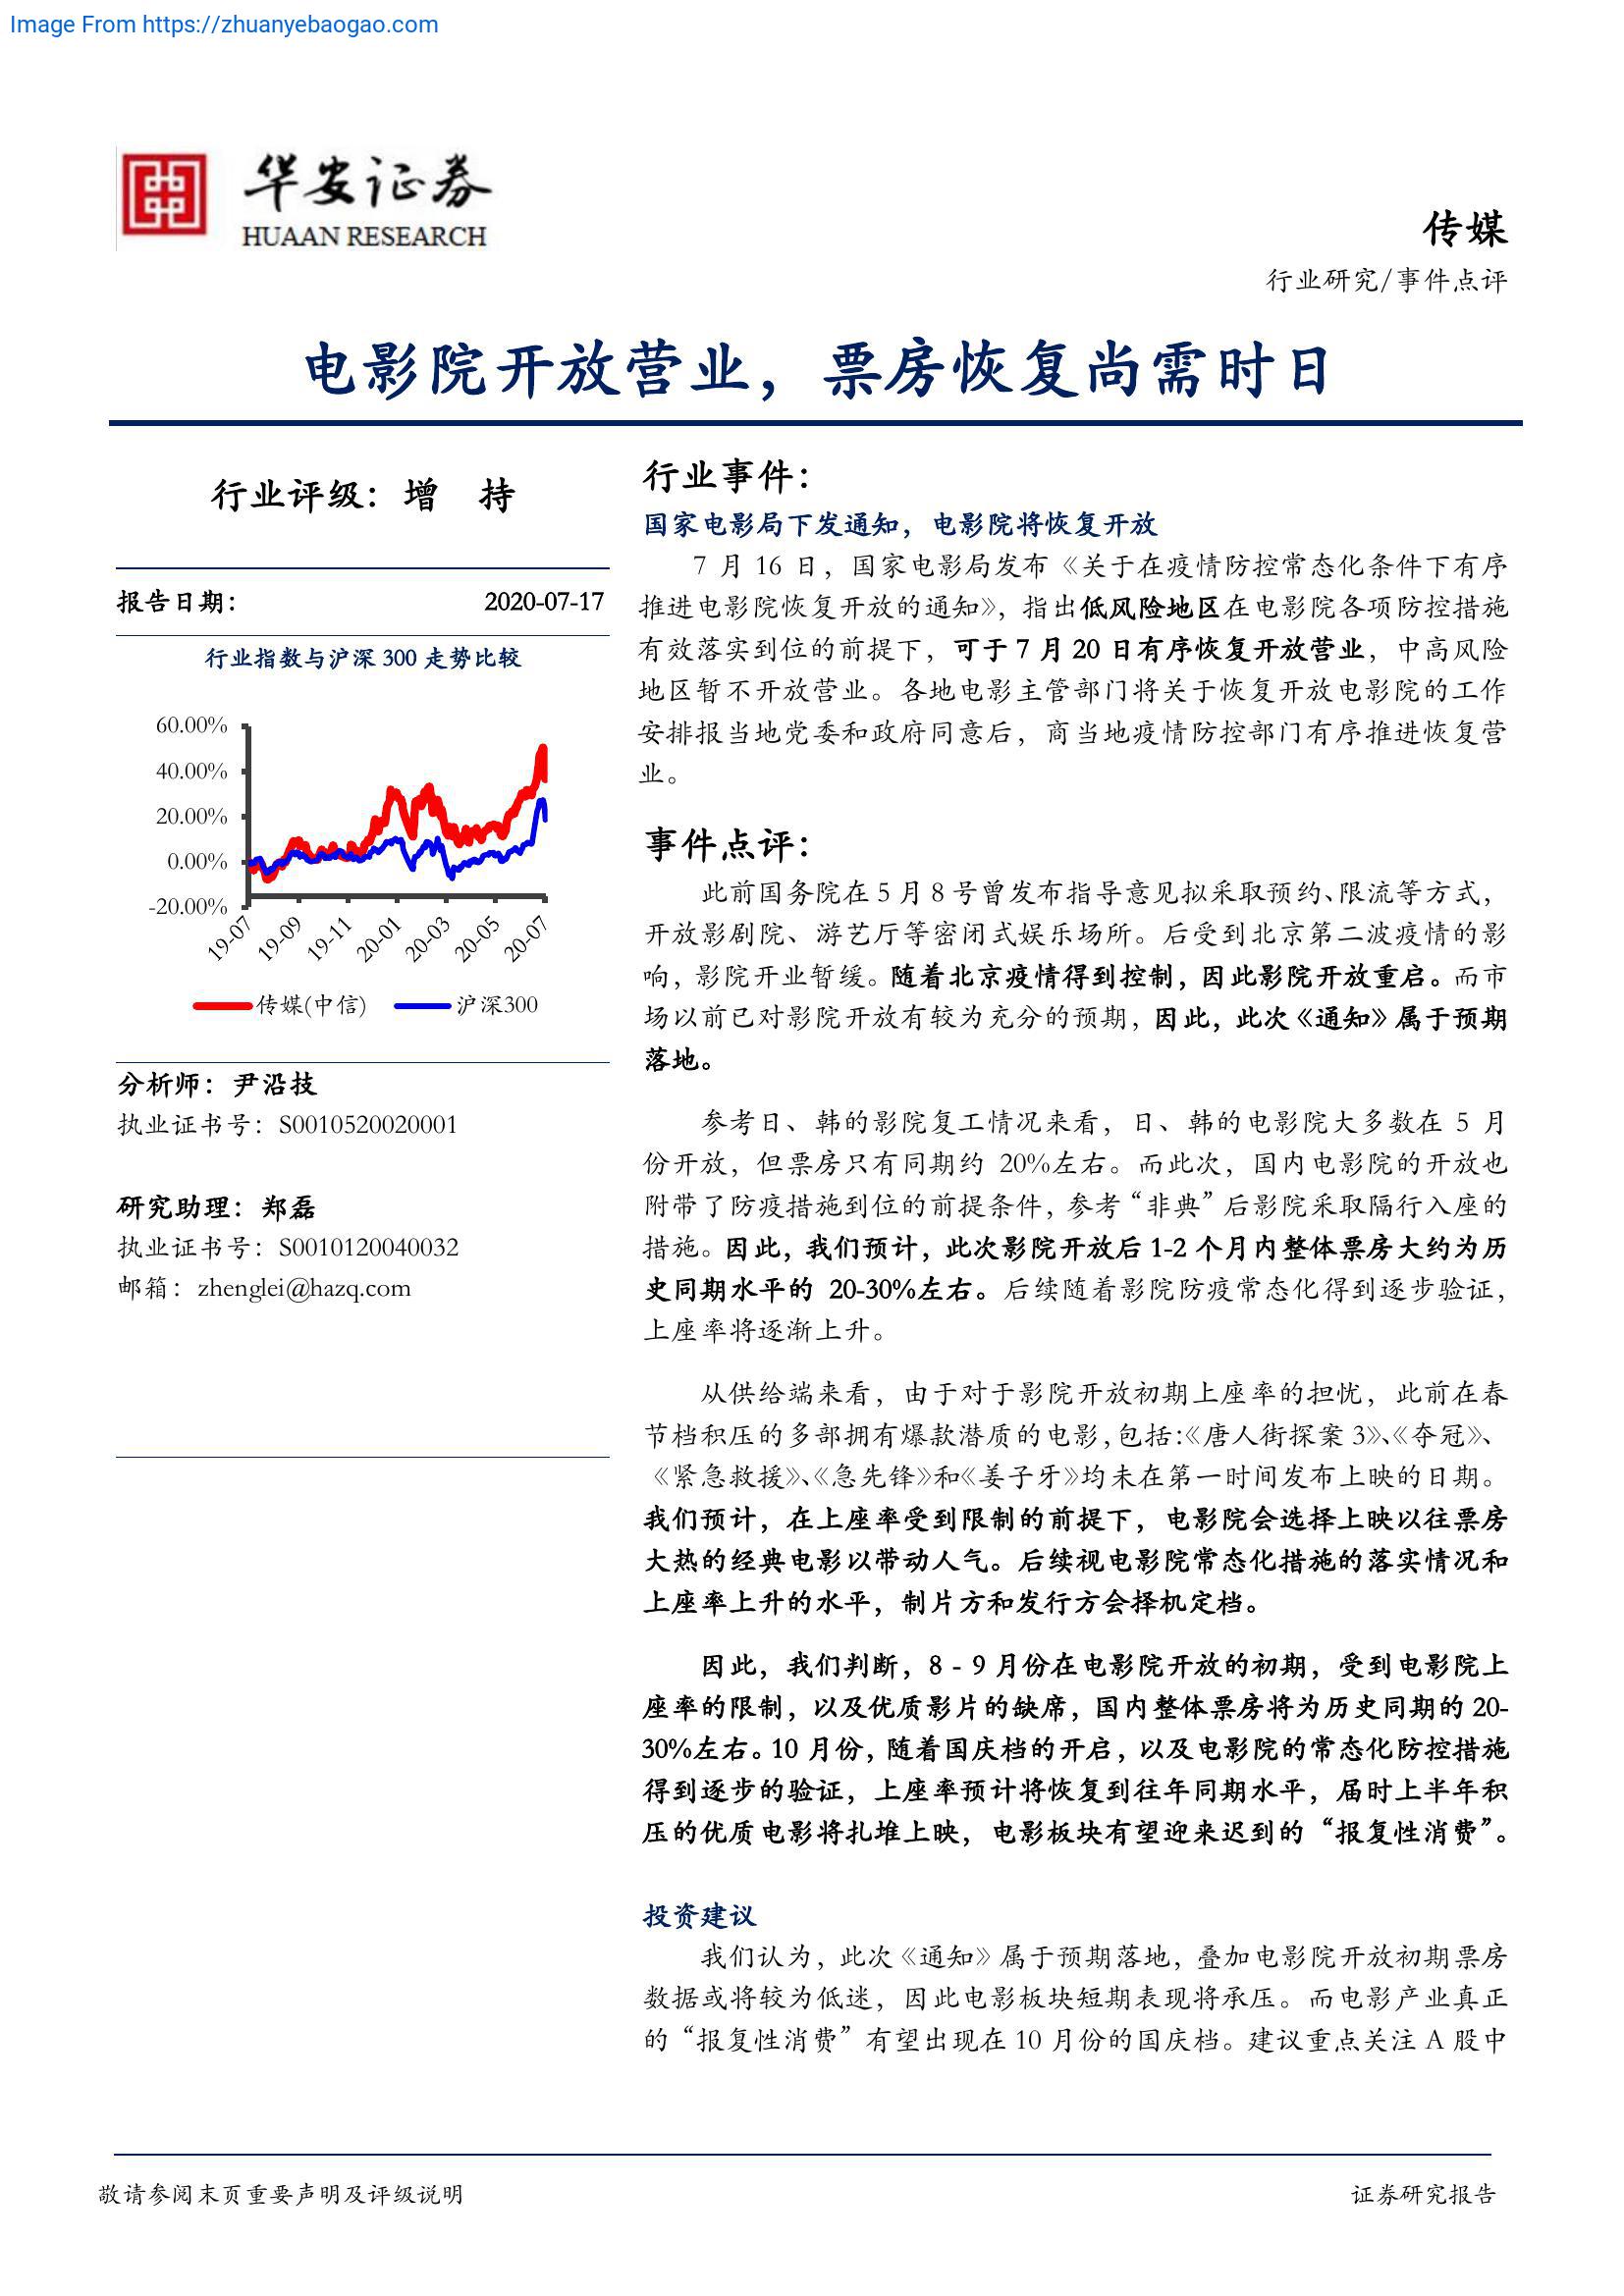 Image From https://zhuanyebaogao.com
华安证券
HUAAN RESEARCH
传媒
行业研究/事件点评
电影院开放营业，票房恢复尚需时日
行业评级：增 持
报告日期： 2020-07-17
行业指数与沪深 300 走势比较
60.00%
40.00%
20.00%
0.00%
-20.00%
19-07 19-09 19-11 20-01 20-03 20-05 20-07
传媒(中信) 沪深300
分析师：尹沿技
执业证书号：S0010520020001
研究助理：郑磊
执业证书号：S0010120040032
邮箱：zhenglei@hazq.com
行业事件：
国家电影局下发通知，电影院将恢复开放
7 月 16 日，国家电影局发布《关于在疫情防控常态化条件下有序
推进电影院恢复开放的通知》，指出低风险地区在电影院各项防控措施
有效落实到位的前提下，可于 7 月 20 日有序恢复开放营业，中高风险
地区暂不开放营业。各地电影主管部门将关于恢复开放电影院的工作
安排报当地党委和政府同意后，商当地疫情防控部门有序推进恢复营
业。
事件点评：
此前国务院在 5 月 8 号曾发布指导意见拟采取预约、限流等方式，
开放影剧院、游艺厅等密闭式娱乐场所。后受到北京第二波疫情的影
响，影院开业暂缓。随着北京疫情得到控制，因此影院开放重启。而市
场以前已对影院开放有较为充分的预期，因此，此次《通知》属于预期
落地。
参考日、韩的影院复工情况来看，日、韩的电影院大多数在 5 月
份开放，但票房只有同期约 20%左右。而此次，国内电影院的开放也
附带了防疫措施到位的前提条件，参考“非典”后影院采取隔行入座的
措施。因此，我们预计，此次影院开放后 1-2 个月内整体票房大约为历
史同期水平的 20-30%左右。后续随着影院防疫常态化得到逐步验证，
上座率将逐渐上升。
从供给端来看，由于对于影院开放初期上座率的担忧，此前在春
节档积压的多部拥有爆款潜质的电影，包括：《唐人街探案 3》、《夺冠》、
《紧急救援》、《急先锋》和《姜子牙》均未在第一时间发布上映的日期。
我们预计，在上座率受到限制的前提下，电影院会选择上映以往票房
大热的经典电影以带动人气。后续视电影院常态化措施的落实情况和
上座率上升的水平，制片方和发行方会择机定档。
因此，我们判断，8 - 9 月份在电影院开放的初期，受到电影院上
座率的限制，以及优质影片的缺席，国内整体票房将为历史同期的 20-
30%左右。10 月份，随着国庆档的开启，以及电影院的常态化防控措施
得到逐步的验证，上座率预计将恢复到往年同期水平，届时上半年积
压的优质电影将扎堆上映，电影板块有望迎来迟到的“报复性消费”。
投资建议
我们认为，此次《通知》属于预期落地，叠加电影院开放初期票房
数据或将较为低迷，因此电影板块短期表现将承压。而电影产业真正
的“报复性消费”有望出现在 10 月份的国庆档。建议重点关注 A 股中
敬请参阅末页重要声明及评级说明 证券研究报告